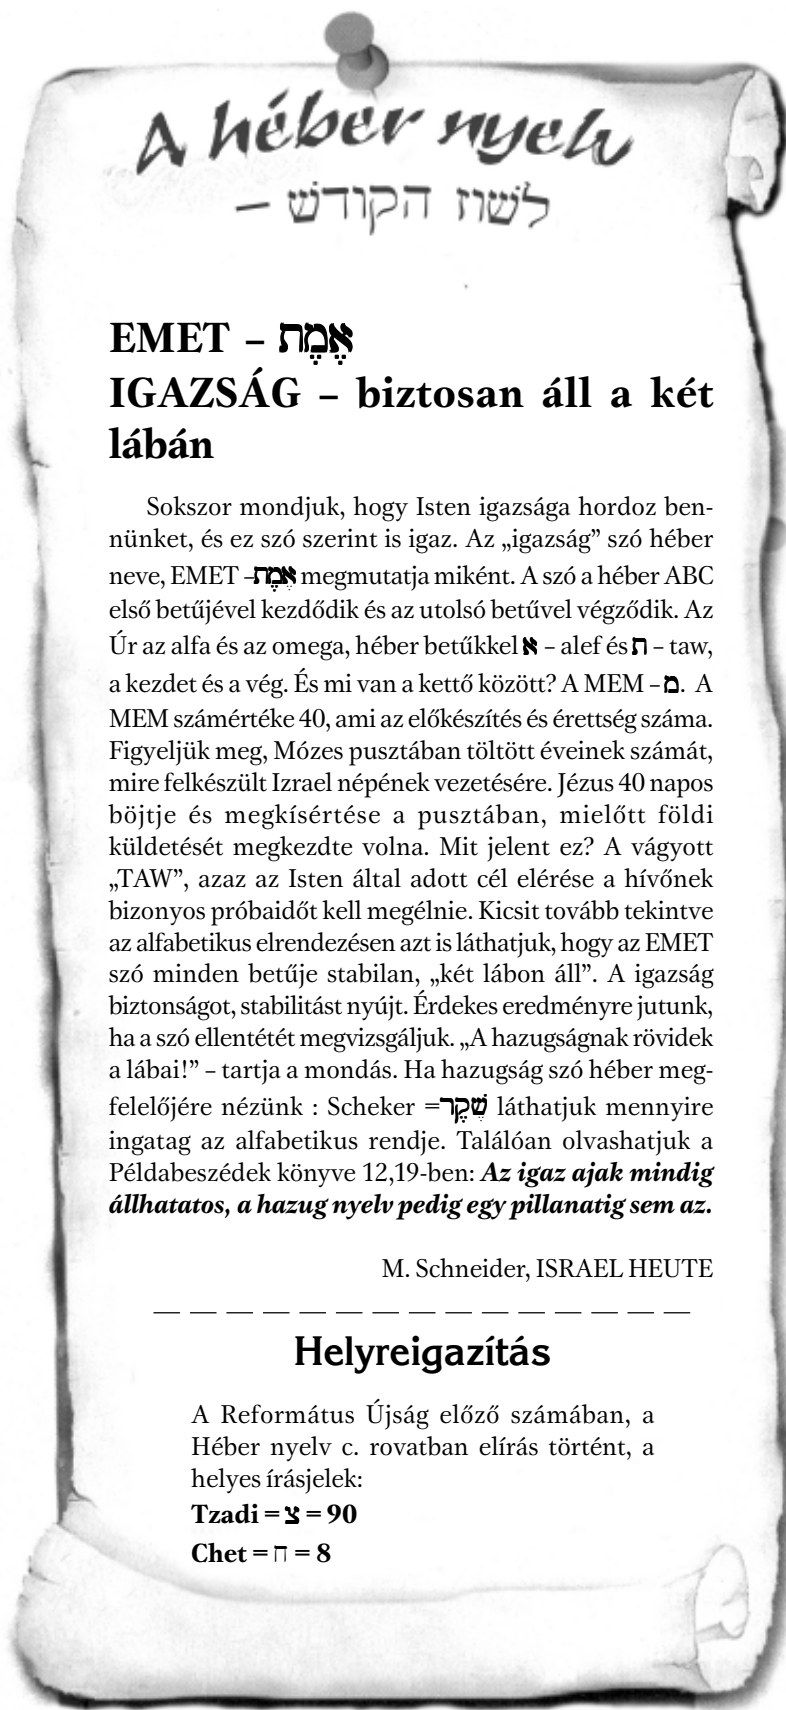 A héber nyelv
– לשוז הקודש
EMET – אֶמֶת
IGAZSÁG – biztosan áll a két
lábán
Sokszor mondjuk, hogy Isten igazsága hordoz ben-
nünket, és ez szó szerint is igaz. Az „igazság” szó héber
neve, EMET –אֶמֶת megmutatja miként. A szó a héber ABC
első betűjével kezdődik és az utolsó betűvel végződik. Az
Úr az alfa és az omega, héber betűkkel א – alef és ת – taw,
a kezdet és a vég. És mi van a kettő között? A MEM – מ. A
MEM számértéke 40, ami az előkészítés és érettség száma.
Figyeljük meg, Mózes pusztában töltött éveinek számát,
mire felkészült Izrael népének vezetésére. Jézus 40 napos
böjtje és megkísértése a pusztában, mielőtt földi
küldetését megkezdte volna. Mit jelent ez? A vágyott
„TAW”, azaz az Isten által adott cél elérése a hívőnek
bizonyos próbaidőt kell megélnie. Kicsit tovább tekintve
az alfabetikus elrendezésen azt is láthatjuk, hogy az EMET
szó minden betűje stabilan, „két lábon áll”. A igazság
biztonságot, stabilitást nyújt. Érdekes eredményre jutunk,
ha a szó ellentétét megvizsgáljuk. „A hazugságnak rövidek
a lábai!” – tartja a mondás. Ha hazugság szó héber meg-
felelőjére nézünk : Scheker =שֶׁקֶר láthatjuk mennyire
ingatag az alfabetikus rendje. Találóan olvashatjuk a
Példabeszédek könyve 12,19-ben: Az igaz ajak mindig
állhatatos, a hazug nyelv pedig egy pillanatig sem az.
M. Schneider, ISRAEL HEUTE
— — — — — — — — — — — — — — —
Helyreigazítás
A Református Újság előző számában, a
Héber nyelv c. rovatban elírás történt, a
helyes írásjelek:
Tzadi = צ = 90
Chet = ח = 8